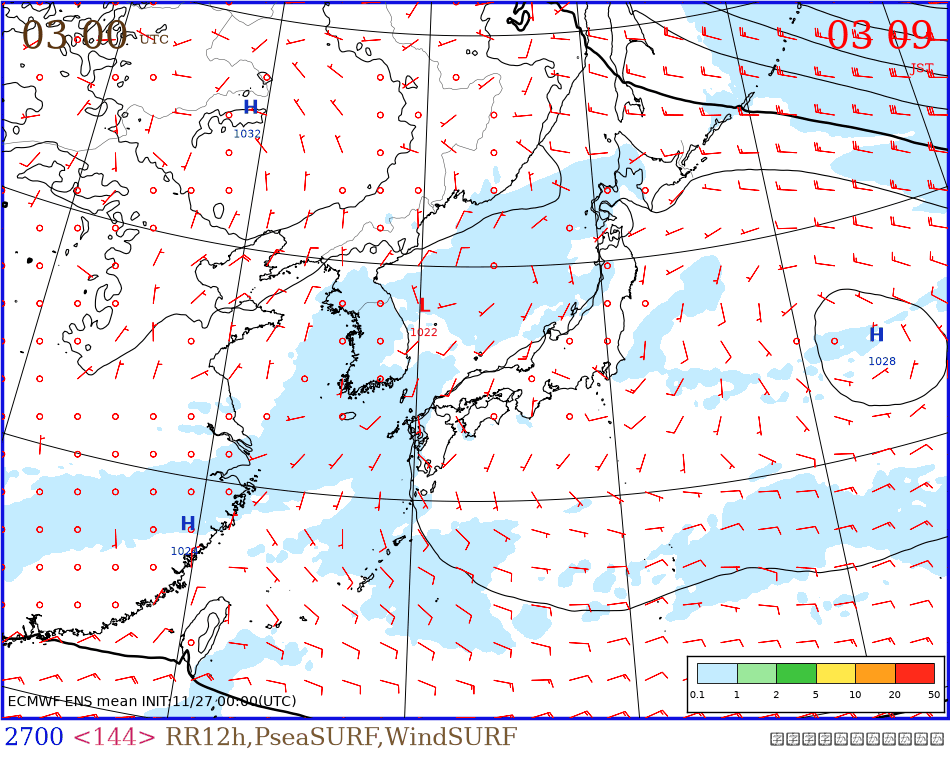 03 00 UTC
03 09
JST
H
1032
L
1022
H
1028
H
0.1 1 2 5 10 20 50
ECMWF ENS mean INIT:11/27 00:00(UTC)
2700 <144> RR12h,PseaSURF,WindSURF